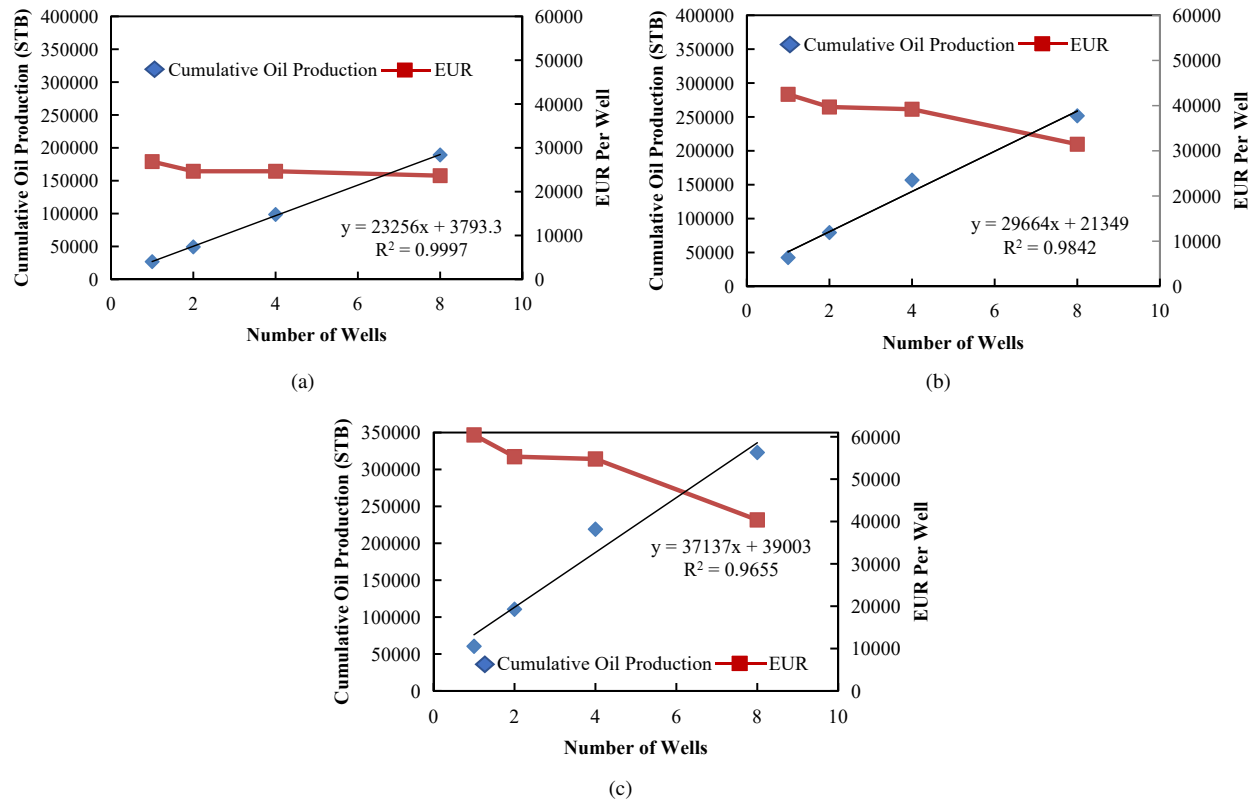 Cumulative Oil Production (STB)
400000
350000
300000
250000
200000
150000
100000
50000
0
Cumulative Oil Production EUR
y = 23256x + 3793.3
R² = 0.9997
60000
50000
40000
30000
20000
10000
0
EUR Per Well
0 2 4 6 8 10
Number of Wells
(a)
Cumulative Oil Production (STB)
400000
350000
300000
250000
200000
150000
100000
50000
0
Cumulative Oil Production EUR
y = 29664x + 21349
R² = 0.9842
60000
50000
40000
30000
20000
10000
0
EUR Per Well
0 2 4 6 8 10
Number of Wells
(b)
Cumulative Oil Production (STB)
350000
300000
250000
200000
150000
100000
50000
0
y = 37137x + 39003
R² = 0.9655
Cumulative Oil Production EUR
60000
50000
40000
30000
20000
10000
0
EUR Per Well
0 2 4 6 8 10
Number of Wells
(c)